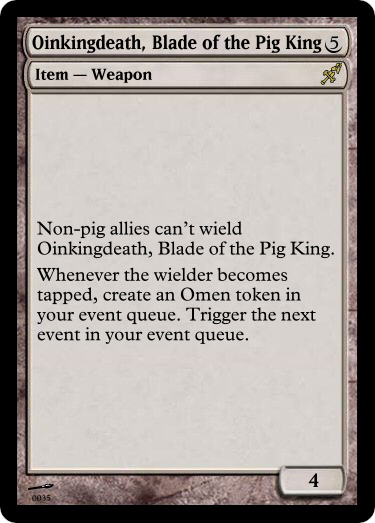 Oinkingdeath, Blade of the Pig King 5
Item — Weapon
Non-pig allies can't wield
Oinkingdeath, Blade of the Pig King.
Whenever the wielder becomes
tapped, create an Omen token in
your event queue. Trigger the next
event in your event queue.
4
0035